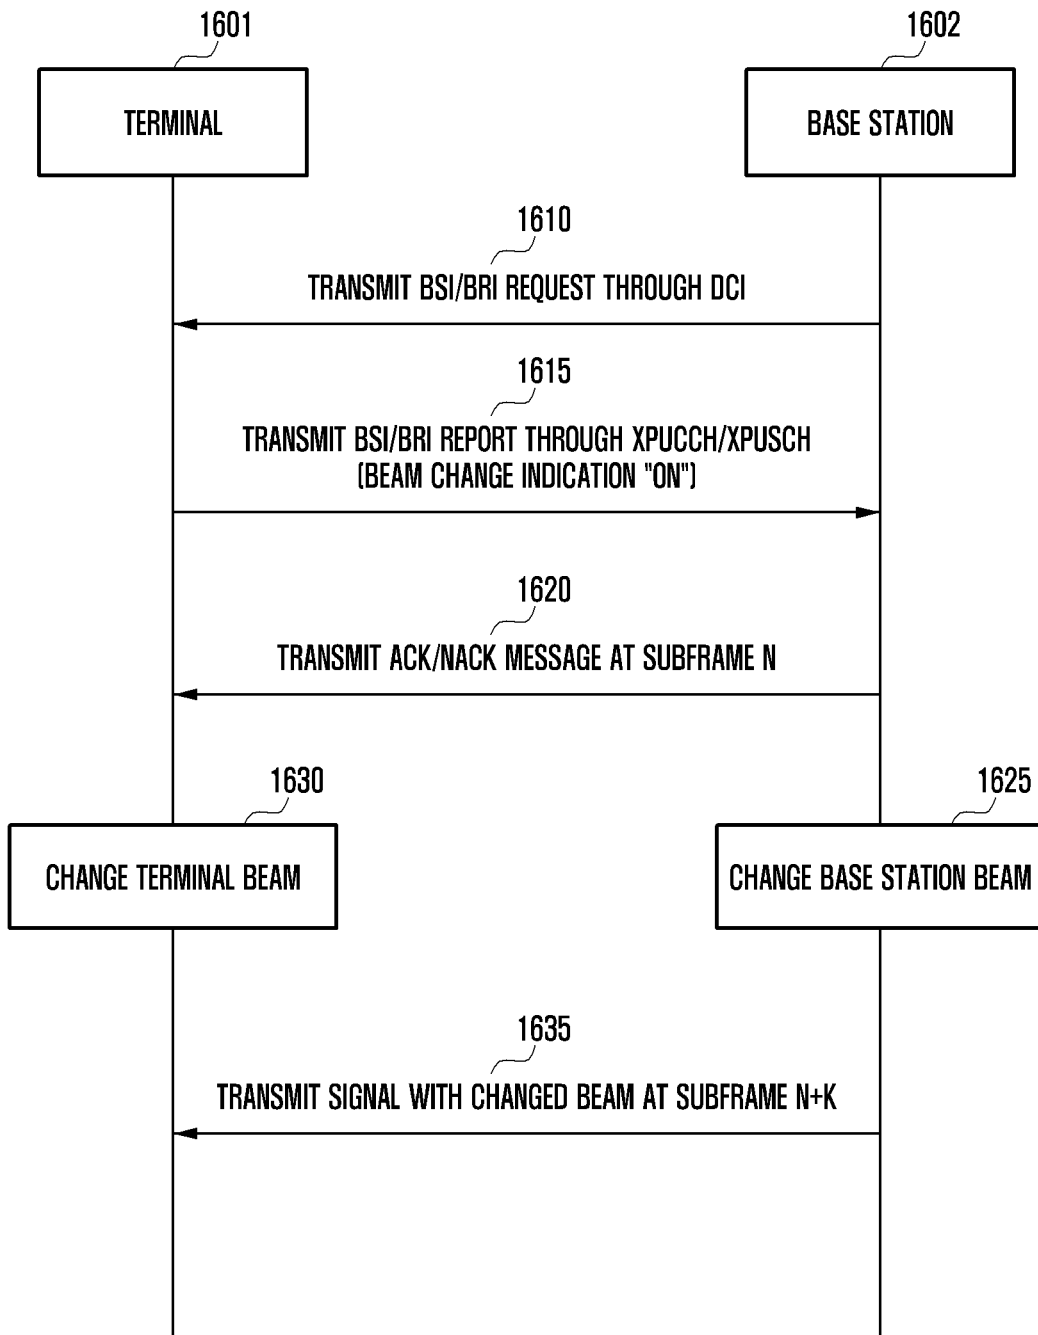 1601
1602
TERMINAL
BASE STATION
1610
TRANSMIT BSI/BRI REQUEST THROUGH DCI
1615
TRANSMIT BSI/BRI REPORT THROUGH XPUCCH/XPUSCH
(BEAM CHANGE INDICATION "ON")
1620
TRANSMIT ACK/NACK MESSAGE AT SUBFRAME N
1630
1625
CHANGE TERMINAL BEAM
CHANGE BASE STATION BEAM
1635
TRANSMIT SIGNAL WITH CHANGED BEAM AT SUBFRAME N+K